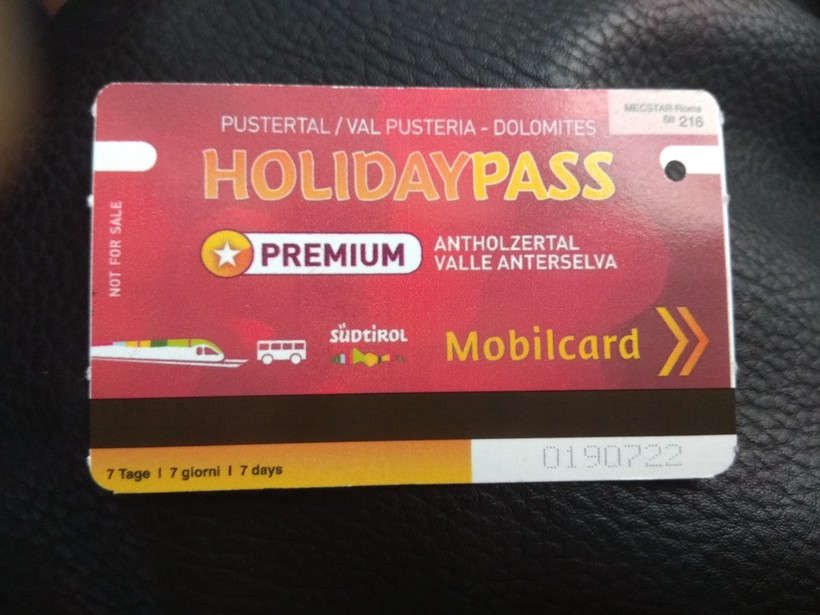 MECSTAR-Roma
SII 216
PUSTERTAL / VAL PUSTERIA - DOLOMITES
HOLIDAYPASS
NOT FOR SALE
PREMIUM
ANTHOLZERTAL
VALLE ANTERSELVA
SÜDTIROL
Mobilcard
7 Tage I 7 giorni I 7 days
0190722